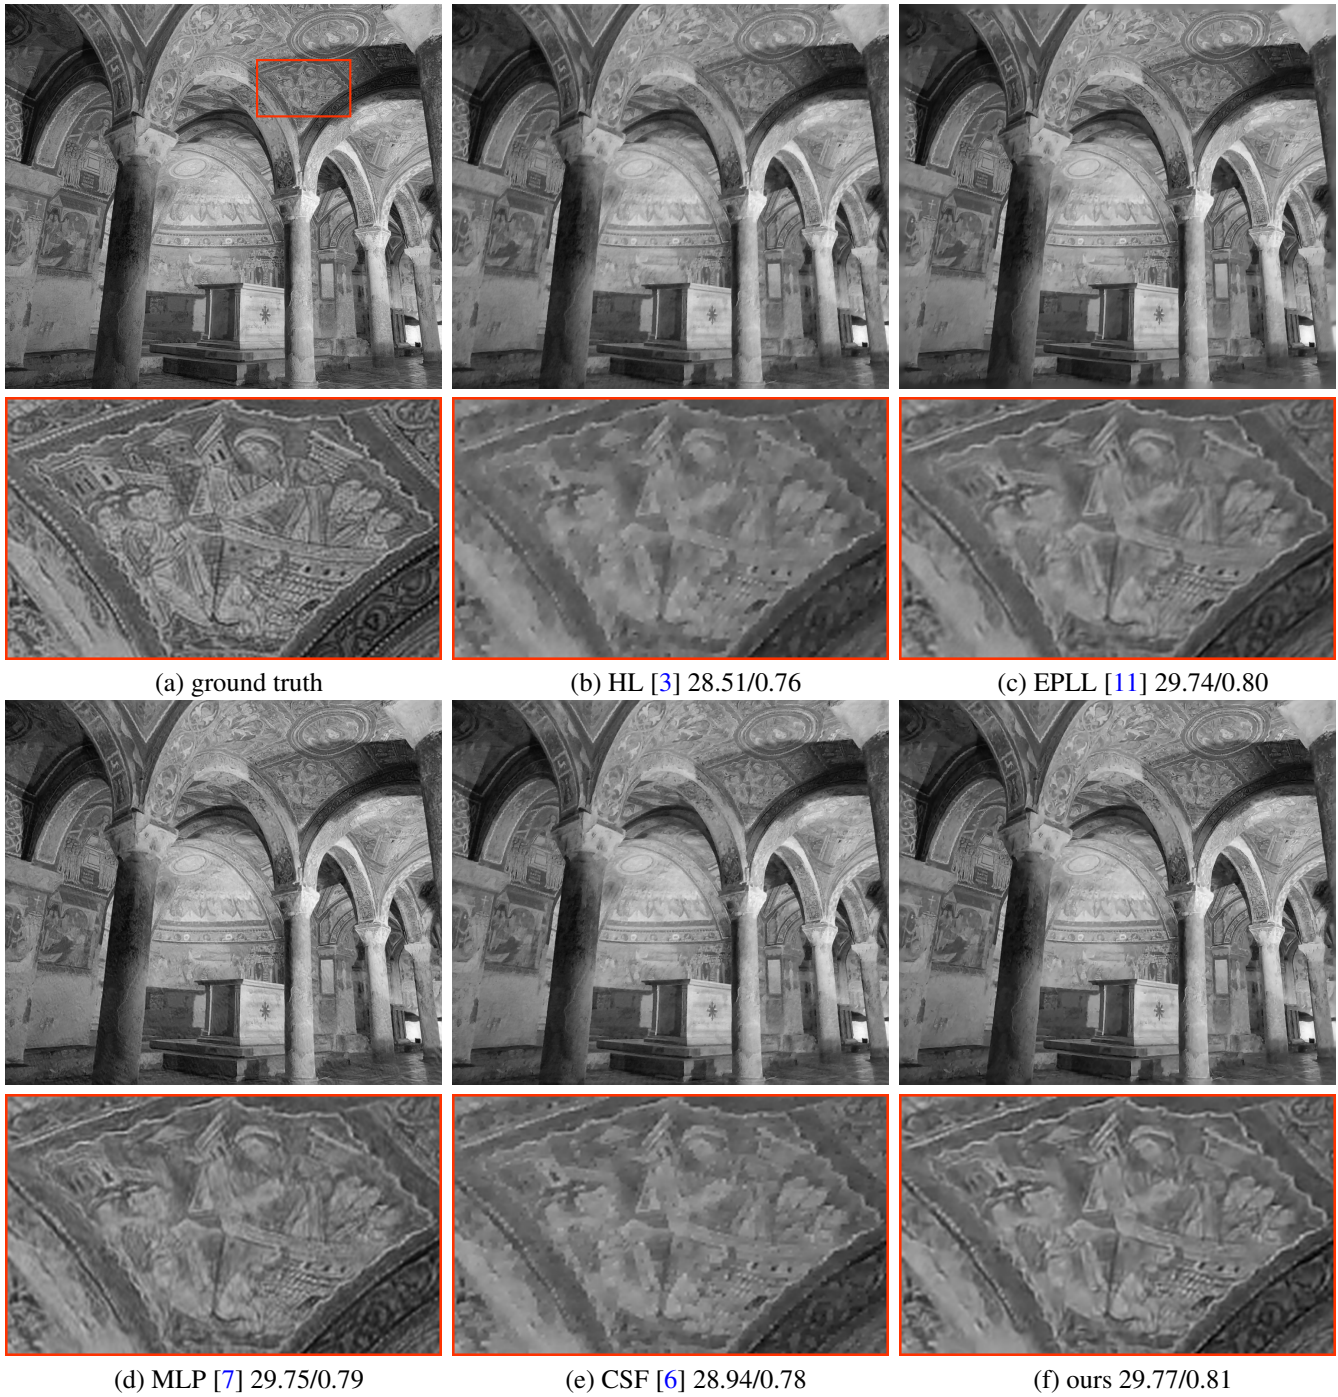 (a) ground truth
(b) HL [3] 28.51/0.76
(c) EPLL [11] 29.74/0.80
(d) MLP [7] 29.75/0.79
(e) CSF [6] 28.94/0.78
(f) ours 29.77/0.81